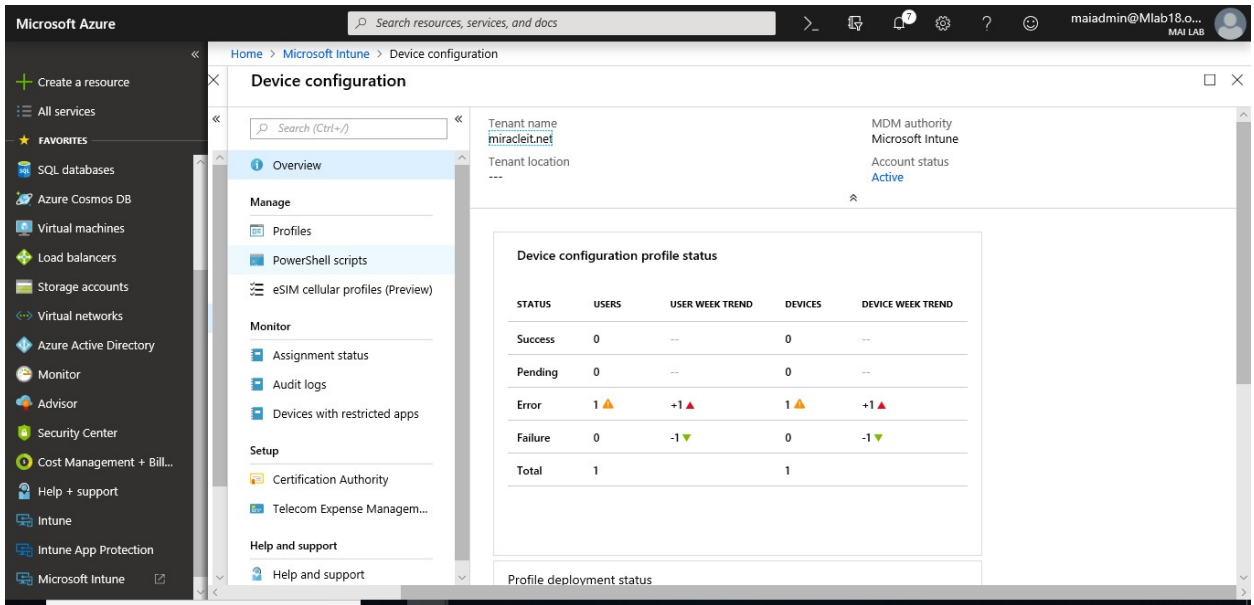 Microsoft Azure
Search resources, services, and docs
7
maiadmin@Mlab18.o...
MAI LAB
Home > Microsoft Intune > Device configuration
Create a resource
All services
FAVORITES
SQL databases
Azure Cosmos DB
Virtual machines
Load balancers
Storage accounts
Virtual networks
Azure Active Directory
Monitor
Advisor
Security Center
Cost Management + Bill...
Help + support
Intune
Intune App Protection
Microsoft Intune
Device configuration
Search (Ctrl+/)
Overview
Manage
Profiles
PowerShell scripts
eSIM cellular profiles (Preview)
Monitor
Assignment status
Audit logs
Devices with restricted apps
Setup
Certification Authority
Telecom Expense Managem...
Help and support
Help and support
Tenant name
miracleit.net
Tenant location
---
MDM authority
Microsoft Intune
Account status
Active
Device configuration profile status
STATUS USERS USER WEEK TREND DEVICES DEVICE WEEK TREND
Success 0 -- 0 --
Pending 0 -- 0 --
Error 1 +1 1 +1
Failure 0 -1 0 -1
Total 1 1
Profile deployment status